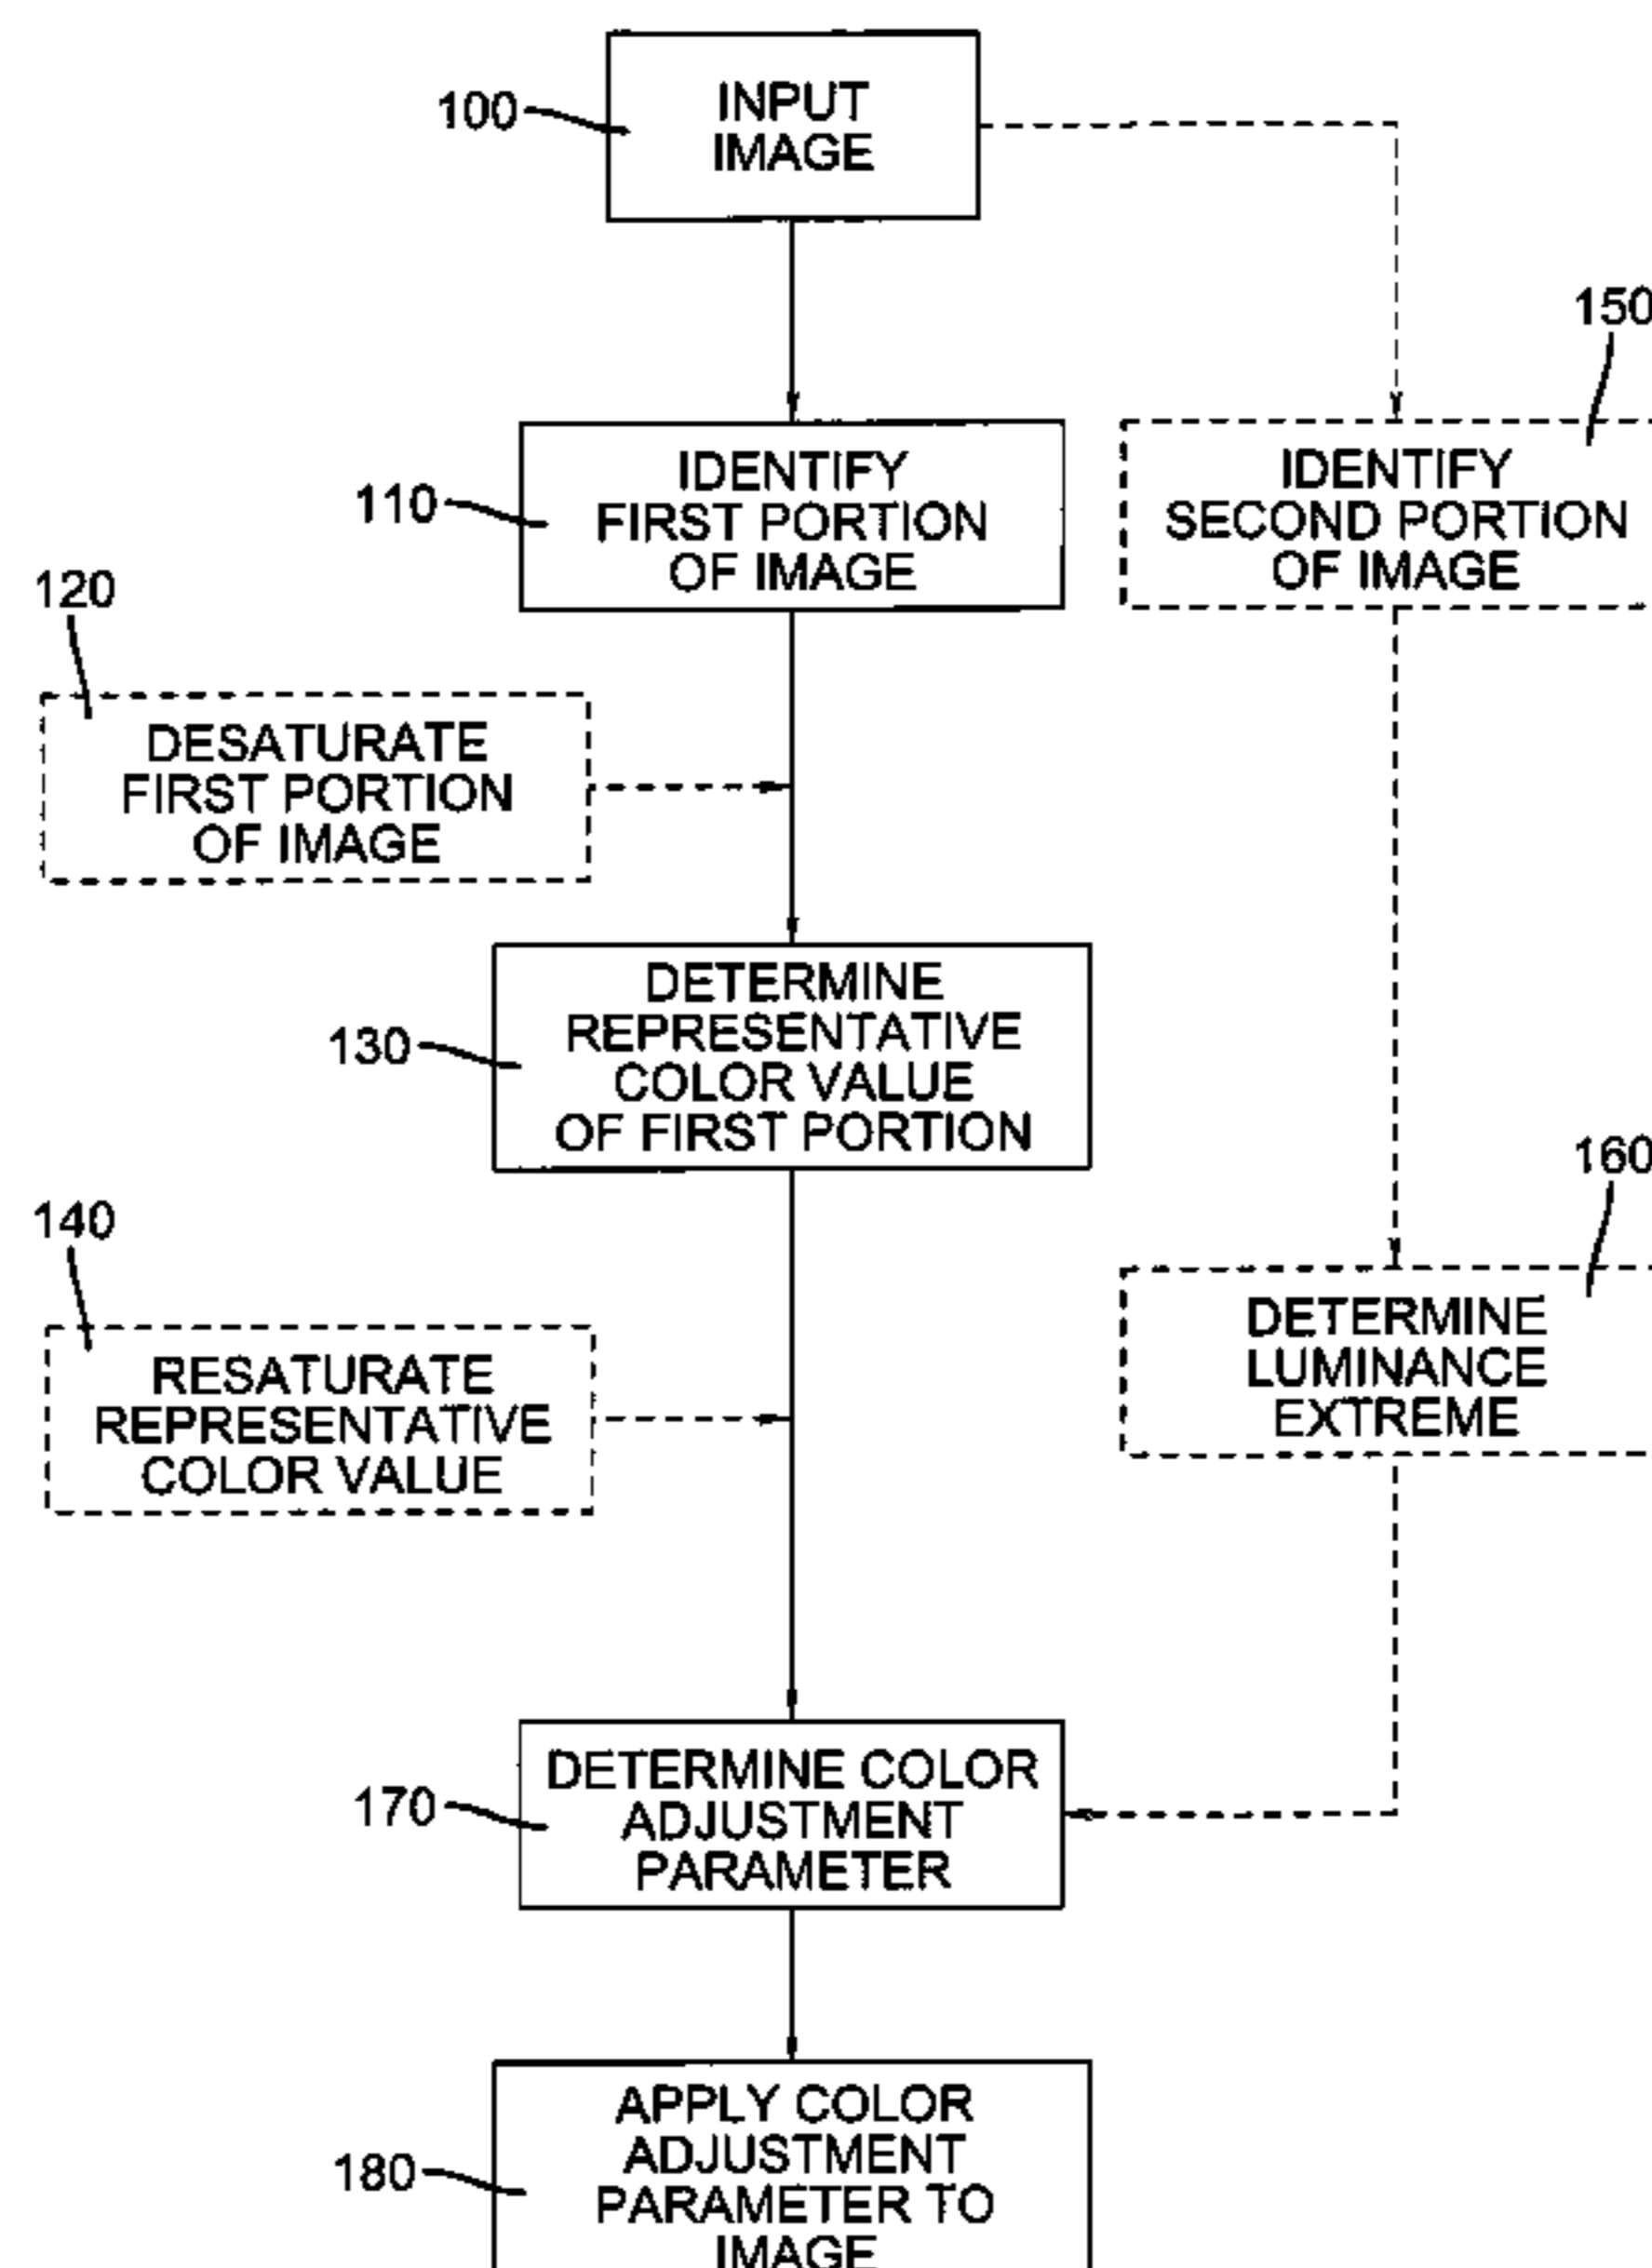 100
INPUT
IMAGE
150
110
IDENTIFY
FIRST PORTION
OF IMAGE
IDENTIFY
SECOND PORTION
OF IMAGE
120
DESATURATE
FIRST PORTION
OF IMAGE
130
DETERMINE
REPRESENTATIVE
COLOR VALUE
OF FIRST PORTION
160
140
RESATURATE
REPRESENTATIVE
COLOR VALUE
DETERMINE
LUMINANCE
EXTREME
170
DETERMINE COLOR
ADJUSTMENT
PARAMETER
180
APPLY COLOR
ADJUSTMENT
PARAMETER TO
IMAGE